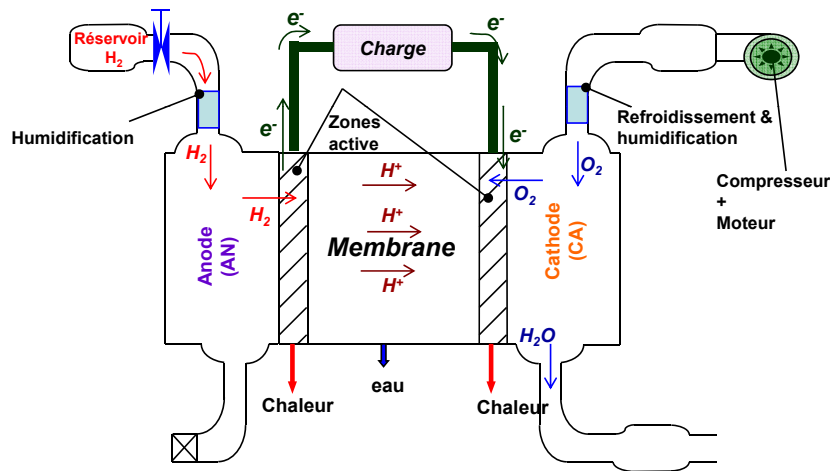 Réservoir
H2
e-
Charge
e-
Humidification
e-
Zones
active
e-
Refroidissement &
humidification
H2
H+
O2
O2
Compresseur
+
Moteur
H2
H+
Anode
(AN)
Membrane
Cathode
(CA)
H+
H2O
eau
Chaleur
Chaleur